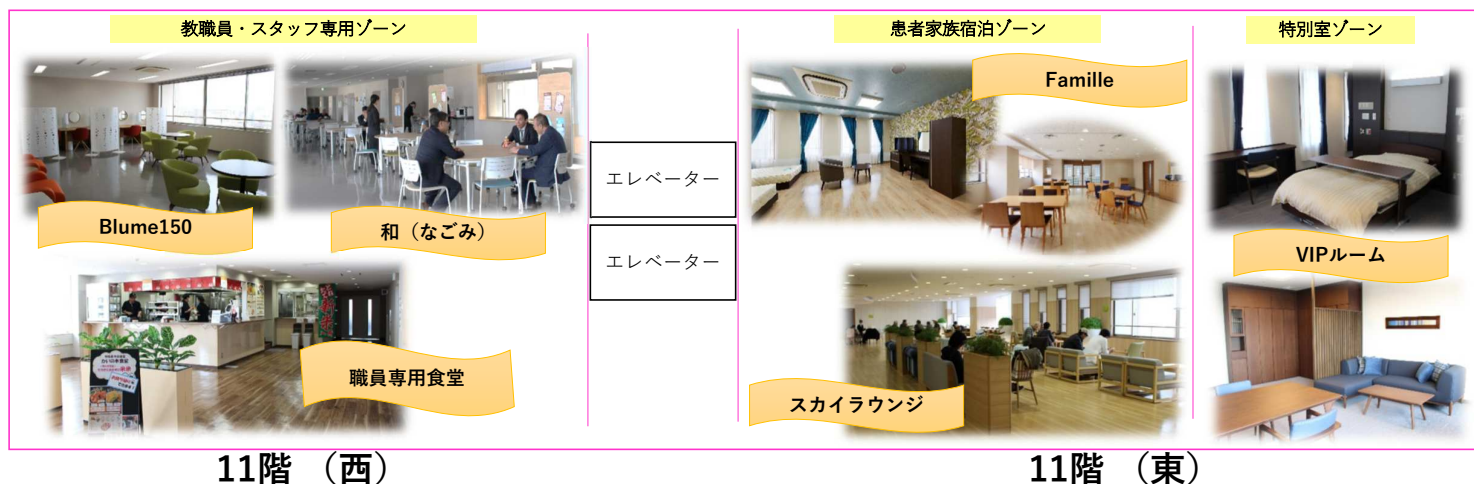 教職員・スタッフ専用ゾーン
患者家族宿泊ゾーン
特別室ゾーン
Famille
エレベーター
Blume150
和（なごみ）
エレベーター
VIPルーム
職員専用食堂
スカイラウンジ
11階 （西）
11階 （東）